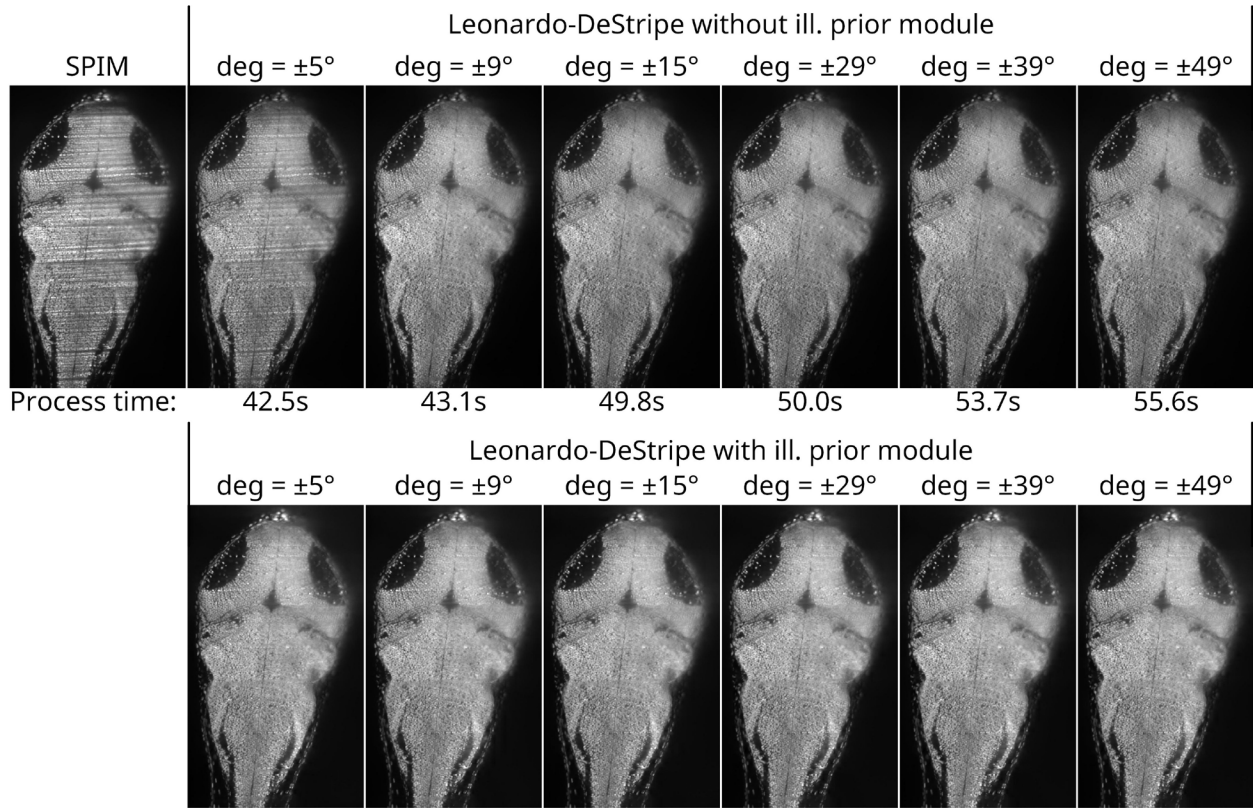 Leonardo-DeStripe without ill. prior module
SPIM deg = ±5° deg = ±9° deg = ±15° deg = ±29° deg = ±39° deg = ±49°
Process time: 42.5s 43.1s 49.8s 50.0s 53.7s 55.6s
Leonardo-DeStripe with ill. prior module
deg = ±5° deg = ±9° deg = ±15° deg = ±29° deg = ±39° deg = ±49°